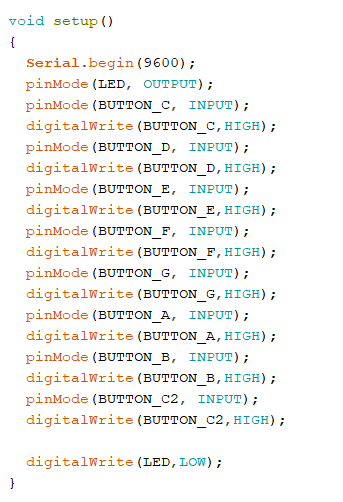 void setup()
{
  Serial.begin(9600);
  pinMode(LED, OUTPUT);
  pinMode(BUTTON_C, INPUT);
  digitalWrite(BUTTON_C,HIGH);
  pinMode(BUTTON_D, INPUT);
  digitalWrite(BUTTON_D,HIGH);
  pinMode(BUTTON_E, INPUT);
  digitalWrite(BUTTON_E,HIGH);
  pinMode(BUTTON_F, INPUT);
  digitalWrite(BUTTON_F,HIGH);
  pinMode(BUTTON_G, INPUT);
  digitalWrite(BUTTON_G,HIGH);
  pinMode(BUTTON_A, INPUT);
  digitalWrite(BUTTON_A,HIGH);
  pinMode(BUTTON_B, INPUT);
  digitalWrite(BUTTON_B,HIGH);
  pinMode(BUTTON_C2, INPUT);
  digitalWrite(BUTTON_C2,HIGH);

  digitalWrite(LED,LOW);
}